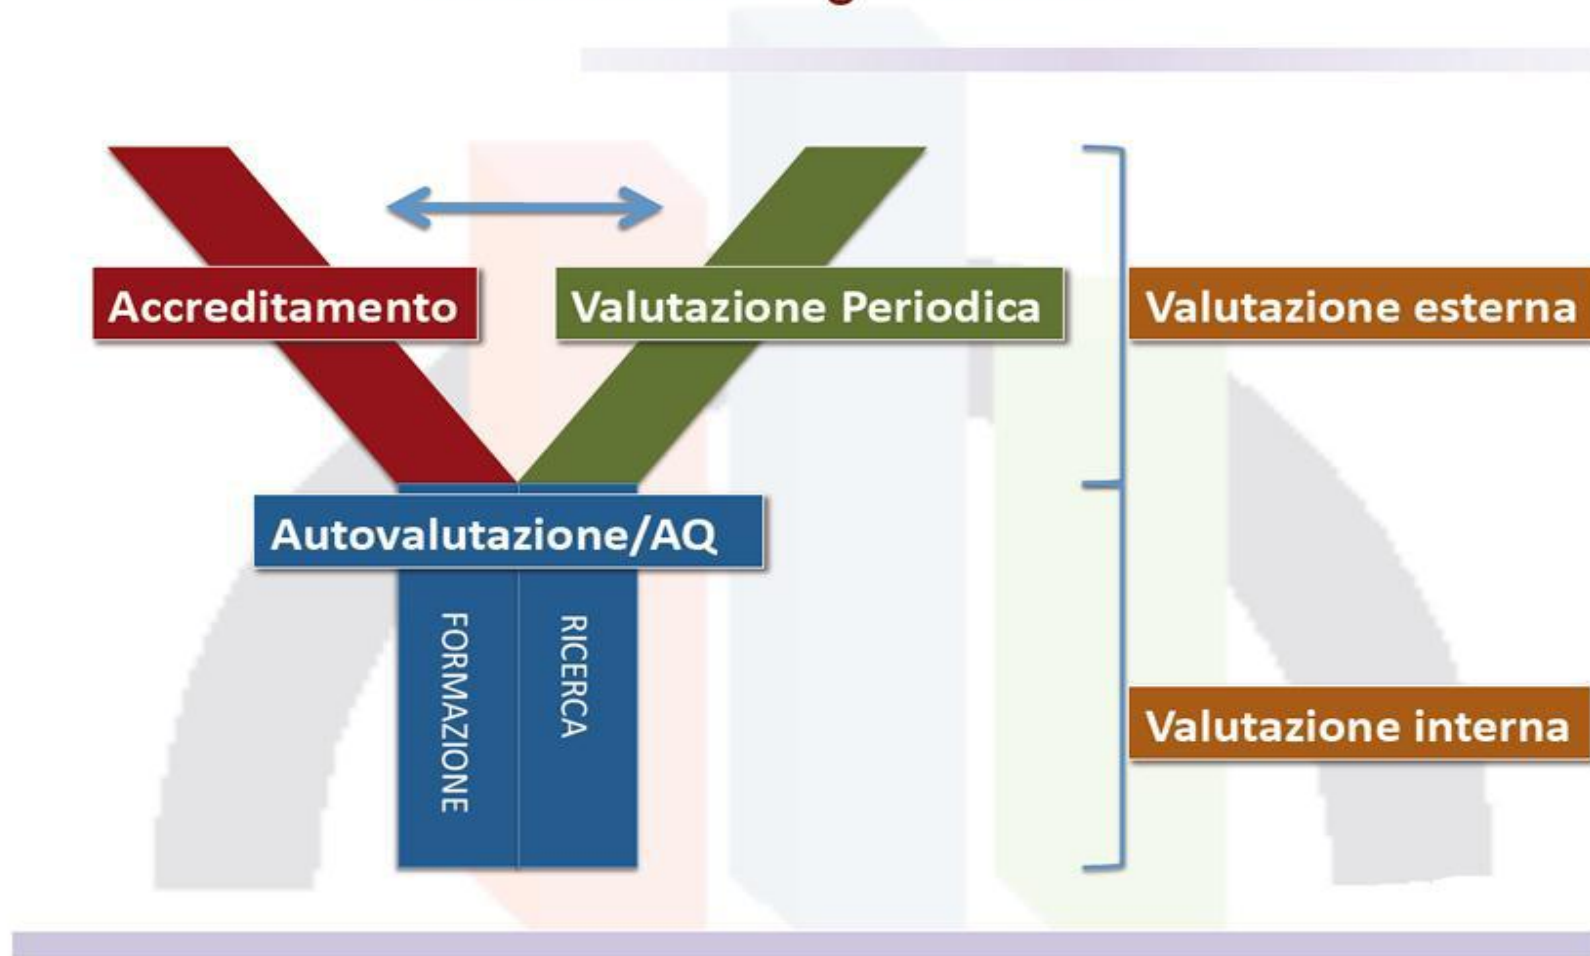 Accreditamento
Valutazione Periodica
Valutazione esterna
Autovalutazione/AQ
FORMAZIONE
RICERCA
Valutazione interna